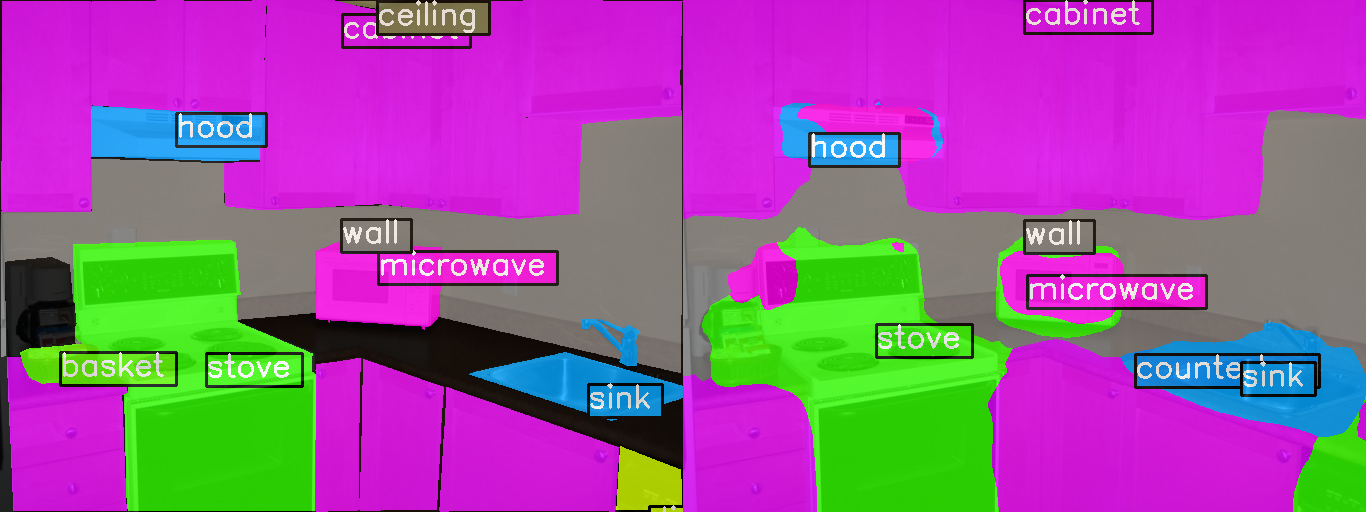 ceiling
hood
wall
microwave
basket
stove
sink
cabinet
hood
wall
microwave
stove
sink